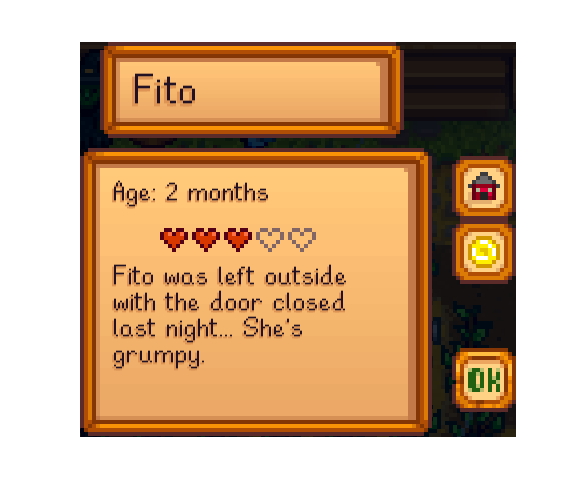 Fito
Age: 2 months
Fito was left outside
with the door closed
last night... She's
grumpy.
OK